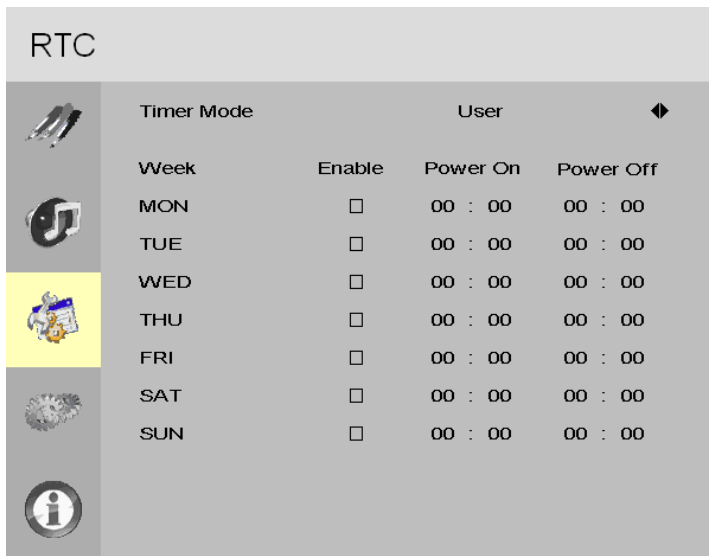 RTC
Timer Mode User
Week Enable Power On Power Off
MON 00 : 00 00 : 00
TUE 00 : 00 00 : 00
WED 00 : 00 00 : 00
THU 00 : 00 00 : 00
FRI 00 : 00 00 : 00
SAT 00 : 00 00 : 00
SUN 00 : 00 00 : 00